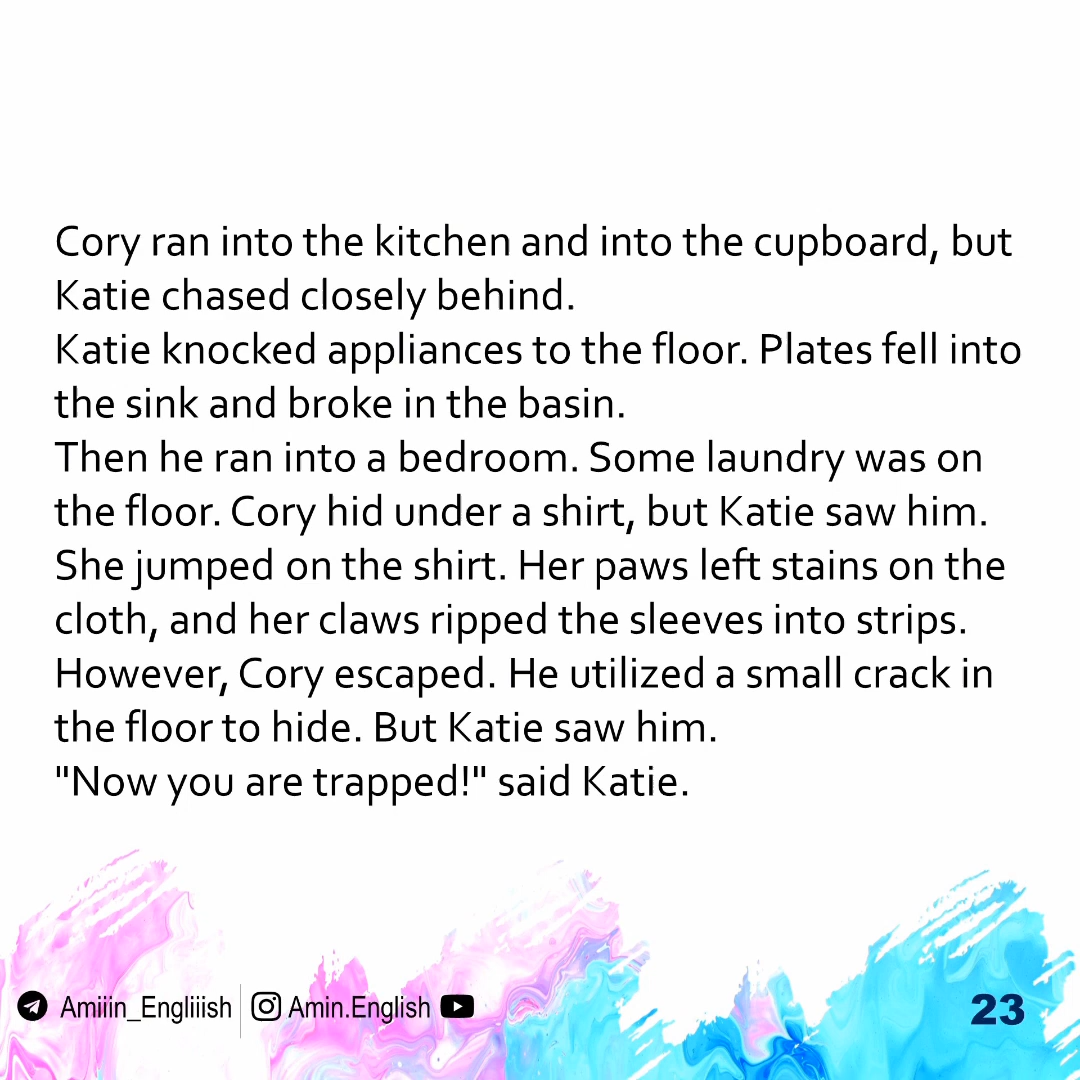 Cory ran into the kitchen and into the cupboard, but
Katie chased closely behind.
Katie knocked appliances to the floor. Plates fell into
the sink and broke in the basin.
Then he ran into a bedroom. Some laundry was on
the floor. Cory hid under a shirt, but Katie saw him.
She jumped on the shirt. Her paws left stains on the
cloth, and her claws ripped the sleeves into strips.
However, Cory escaped. He utilized a small crack in
the floor to hide. But Katie saw him.
"Now you are trapped!" said Katie.
Amiiin_Engliiish Amin.English 23